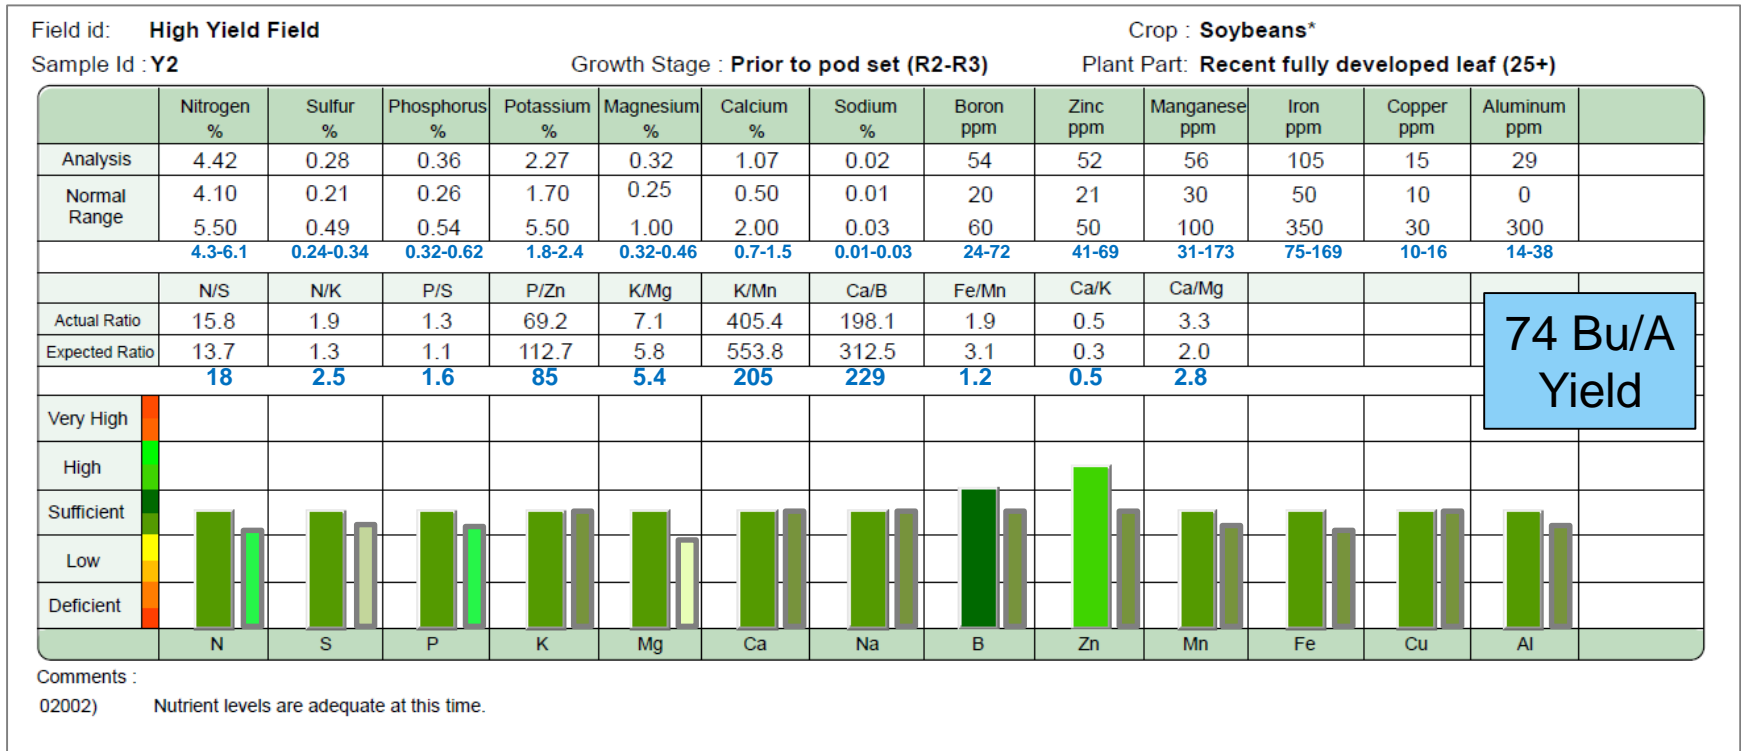 Field id: High Yield Field Crop : Soybeans*
Sample Id : Y2 Growth Stage : Prior to pod set (R2-R3) Plant Part: Recent fully developed leaf (25+)
Nitrogen Sulfur Phosphorus Potassium Magnesium Calcium Sodium Boron Zinc Manganese Iron Copper Aluminum
% % % % % % % ppm ppm ppm ppm ppm ppm
Analysis 4.42 0.28 0.36 2.27 0.32 1.07 0.02 54 52 56 105 15 29
Normal Range 4.10 0.21 0.26 1.70 0.25 0.50 0.01 20 21 30 50 10 0
5.50 0.49 0.54 5.50 1.00 2.00 0.03 60 50 100 350 30 300
4.3-6.1 0.24-0.34 0.32-0.62 1.8-2.4 0.32-0.46 0.7-1.5 0.01-0.03 24-72 41-69 31-173 75-169 10-16 14-38
N/S N/K P/S P/Zn K/Mg K/Mn Ca/B Fe/Mn Ca/K Ca/Mg
Actual Ratio 15.8 1.9 1.3 69.2 7.1 405.4 198.1 1.9 0.5 3.3
Expected Ratio 13.7 1.3 1.1 112.7 5.8 553.8 312.5 3.1 0.3 2.0
18 2.5 1.6 85 5.4 205 229 1.2 0.5 2.8
74 Bu/A
Yield
Very High
High
Sufficient
Low
Deficient
N S P K Mg Ca Na B Zn Mn Fe Cu Al
Comments :
02002) Nutrient levels are adequate at this time.